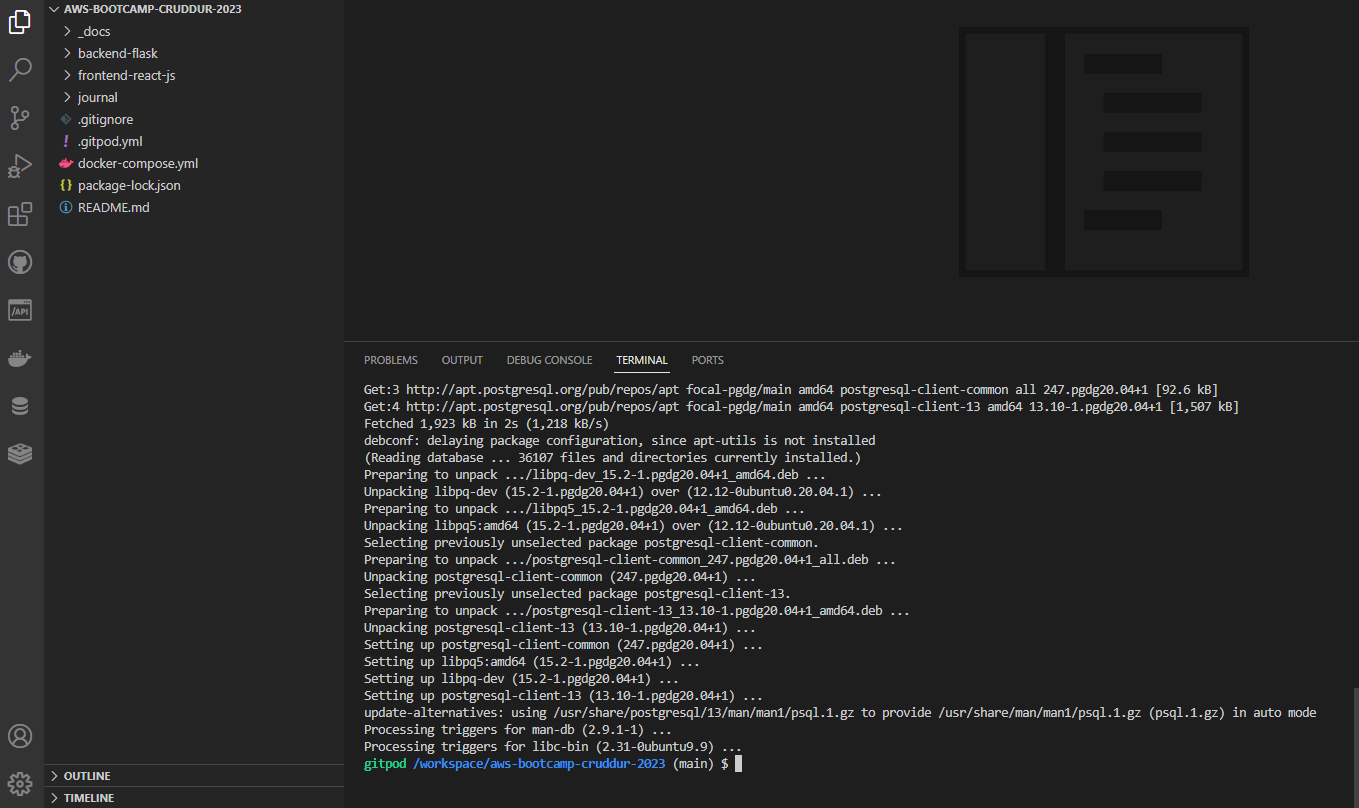 AWS-BOOTCAMP-CRUDDUR-2023
_docs
backend-flask
frontend-react-js
journal
.gitignore
! .gitpod.yml
docker-compose.yml
{} package-lock.json
README.md
/API
OUTLINE
TIMELINE
PROBLEMS OUTPUT DEBUG CONSOLE TERMINAL PORTS
Get:3 http://apt.postgresql.org/pub/repos/apt focal-pgdg/main amd64 postgresql-client-common all 247.pgdg20.04+1 [92.6 kB]
Get:4 http://apt.postgresql.org/pub/repos/apt focal-pgdg/main amd64 postgresql-client-13 amd64 13.10-1.pgdg20.04+1 [1,507 kB]
Fetched 1,923 kB in 2s (1,218 kB/s)
debconf: delaying package configuration, since apt-utils is not installed
(Reading database ... 36107 files and directories currently installed.)
Preparing to unpack .../libpq-dev_15.2-1.pgdg20.04+1_amd64.deb ...
Unpacking libpq-dev (15.2-1.pgdg20.04+1) over (12.12-0ubuntu0.20.04.1) ...
Preparing to unpack .../libpq5_15.2-1.pgdg20.04+1_amd64.deb ...
Unpacking libpq5:amd64 (15.2-1.pgdg20.04+1) over (12.12-0ubuntu0.20.04.1) ...
Selecting previously unselected package postgresql-client-common.
Preparing to unpack .../postgresql-client-common_247.pgdg20.04+1_all.deb ...
Unpacking postgresql-client-common (247.pgdg20.04+1) ...
Selecting previously unselected package postgresql-client-13.
Preparing to unpack .../postgresql-client-13_13.10-1.pgdg20.04+1_amd64.deb ...
Unpacking postgresql-client-13 (13.10-1.pgdg20.04+1) ...
Setting up postgresql-client-common (247.pgdg20.04+1) ...
Setting up libpq5:amd64 (15.2-1.pgdg20.04+1) ...
Setting up libpq-dev (15.2-1.pgdg20.04+1) ...
Setting up postgresql-client-13 (13.10-1.pgdg20.04+1) ...
update-alternatives: using /usr/share/postgresql/13/man/man1/psql.1.gz to provide /usr/share/man/man1/psql.1.gz (psql.1.gz) in auto mode
Processing triggers for man-db (2.9.1-1) ...
Processing triggers for libc-bin (2.31-0ubuntu9.9) ...
gitpod /workspace/aws-bootcamp-cruddur-2023 (main) $